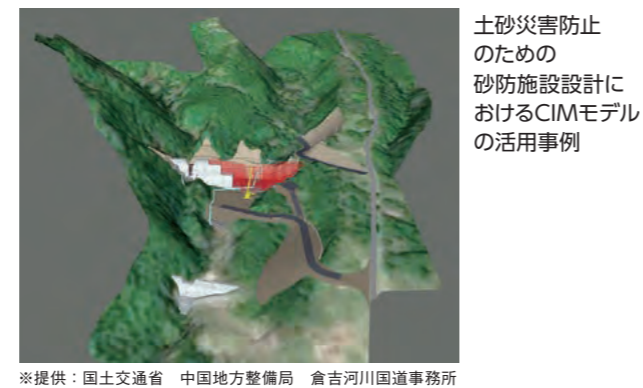 土砂災害防止
のための
砂防施設設計に
おけるCIMモデル
の活用事例
※提供：国土交通省　中国地方整備局　倉吉河川国道事務所